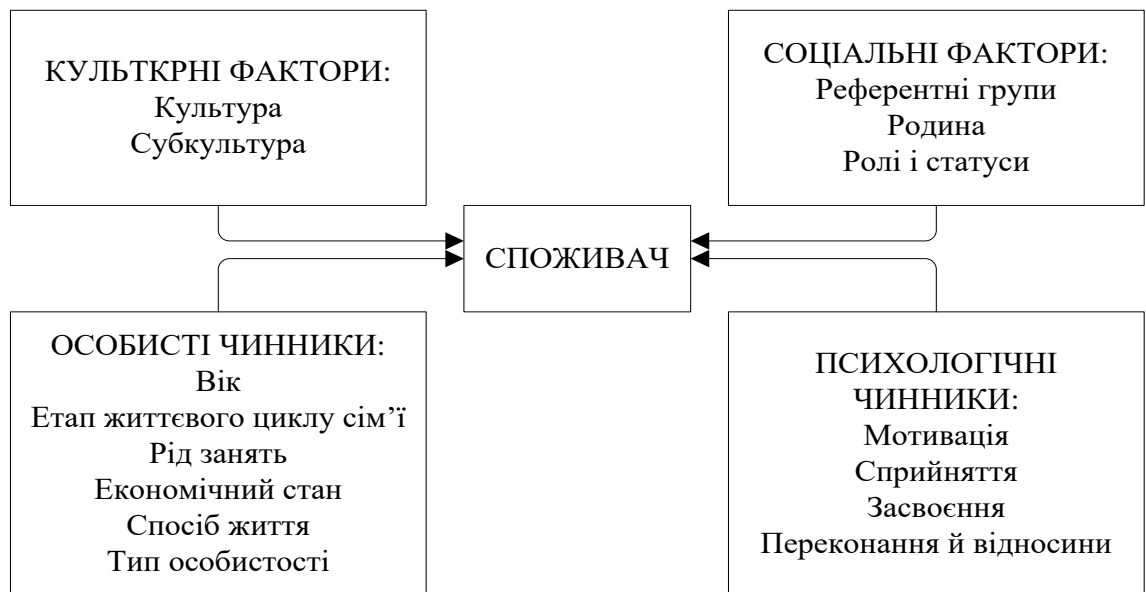 КУЛЬТКРНІ ФАКТОРИ:
Культура
Субкультура
СОЦІАЛЬНІ ФАКТОРИ:
Референтні групи
Родина
Ролі і статуси
СПОЖИВАЧ
ОСОБИСТІ ЧИННИКИ:
Вік
Етап життєвого циклу сім’ї
Рід занять
Економічний стан
Спосіб життя
Тип особистості
ПСИХОЛОГІЧНІ
ЧИННИКИ:
Мотивація
Сприйняття
Засвоєння
Переконання й відносини